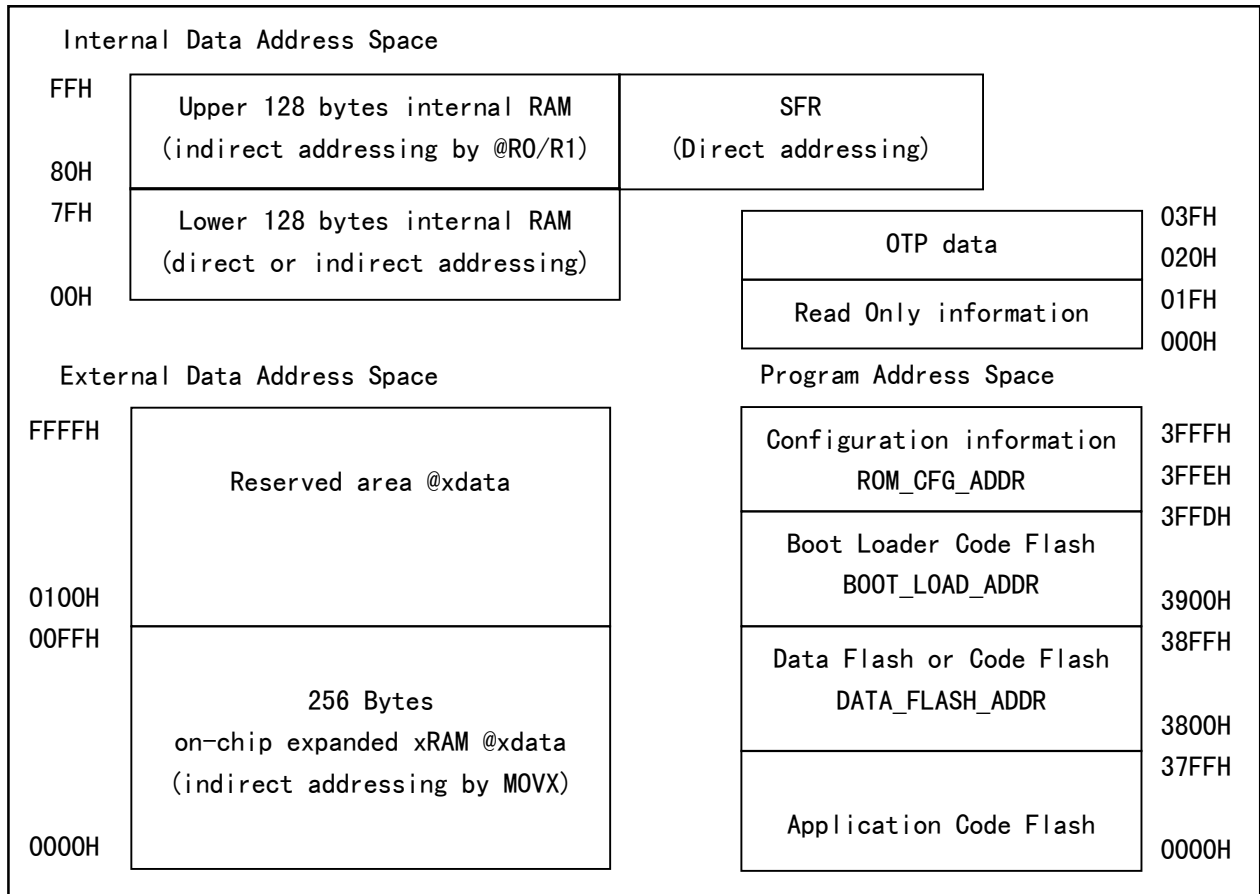 Internal Data Address Space
FFH
Upper 128 bytes internal RAM
(indirect addressing by @R0/R1)
80H
SFR
(Direct addressing)
7FH
Lower 128 bytes internal RAM
(direct or indirect addressing)
00H
OTP data
03FH
020H
Read Only information
01FH
000H
External Data Address Space
FFFFH
Reserved area @xdata
0100H
00FFH
256 Bytes
on-chip expanded xRAM @xdata
(indirect addressing by MOVX)
0000H
Program Address Space
Configuration information
ROM_CFG_ADDR
3FFFH
3FFEH
Boot Loader Code Flash
BOOT_LOAD_ADDR
3FFDH
3900H
Data Flash or Code Flash
DATA_FLASH_ADDR
38FFH
3800H
Application Code Flash
37FFH
0000H